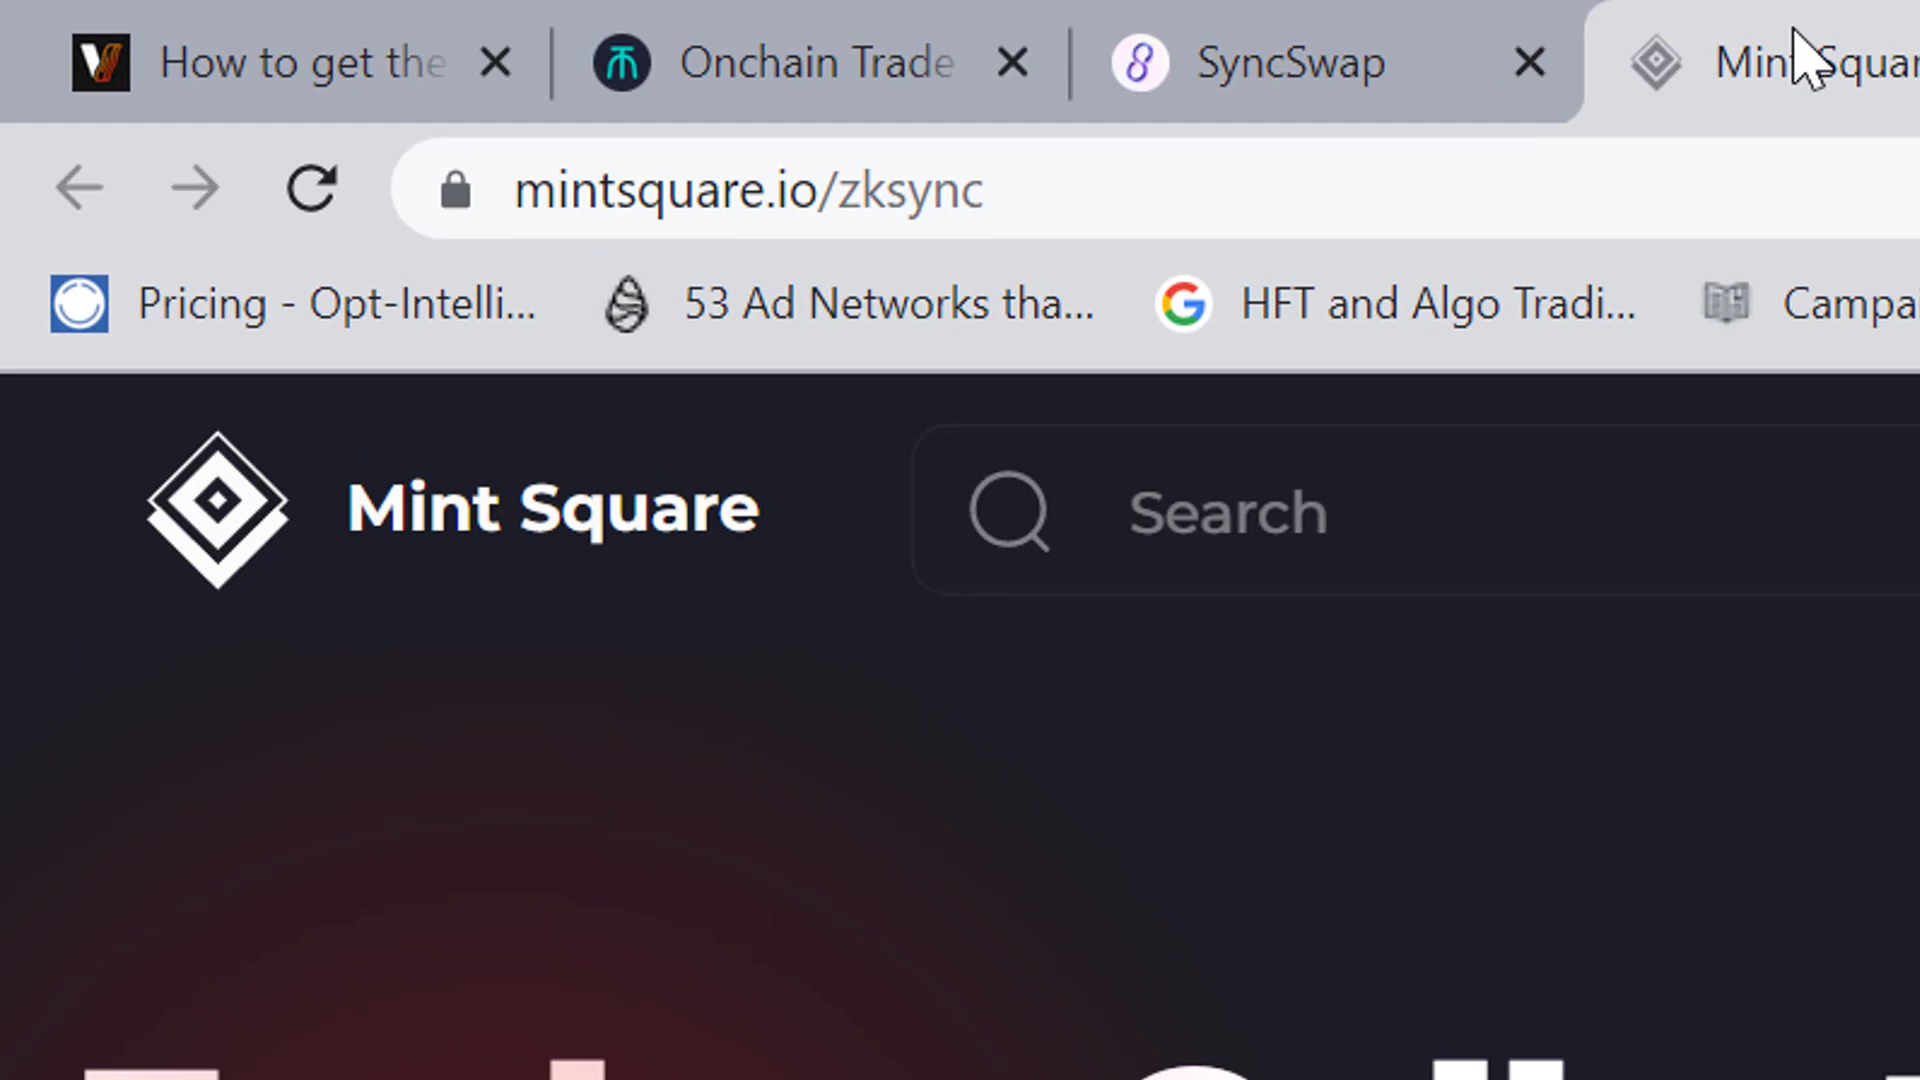 How to get the
Onchain Trade
SyncSwap
mintsquare.io/zksync
Pricing - Opt-Intelli...
53 Ad Networks tha...
HFT and Algo Tradi...
Mint Square
Search